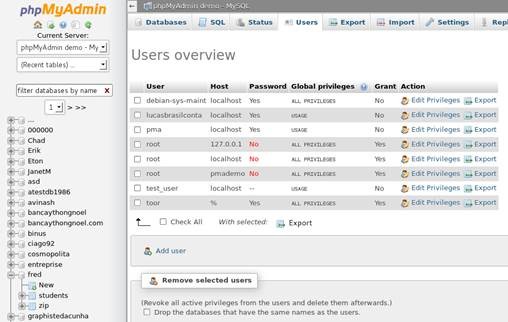 phpMyAdmin
Current Server:
phpMyAdmin demo - My
(Recent tables) ...
filter databases by name X
1 > >>
...
000000
Chad
Erik
Eton
JanetM
asd
atestdb1986
avinash
bancaythongnoel
bancaythongnoel.com
binus
ciago92
cosmopolita
entreprise
fred
New
students
zip
graphistedacunha
phpMyAdmin demo - MySQL
Databases SQL Status Users Export Import Settings Repl
Users overview
User Host Password Global privileges Grant Action
debian-sys-maint localhost Yes ALL PRIVILEGES No Edit Privileges Export
lucasbrasilconta localhost Yes USAGE No Edit Privileges Export
pma localhost Yes USAGE No Edit Privileges Export
root 127.0.0.1 No ALL PRIVILEGES Yes Edit Privileges Export
root localhost No ALL PRIVILEGES Yes Edit Privileges Export
root pmademo No ALL PRIVILEGES Yes Edit Privileges Export
test_user localhost -- USAGE No Edit Privileges Export
toor % Yes ALL PRIVILEGES Yes Edit Privileges Export
Check All With selected: Export
Add user
Remove selected users
(Revoke all active privileges from the users and delete them afterwards.)
Drop the databases that have the same names as the users.